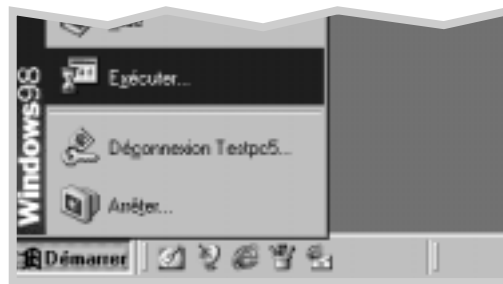 Windows98
Exécuter...
Déconnexion Testpc5...
Arrêter...
Démarrer